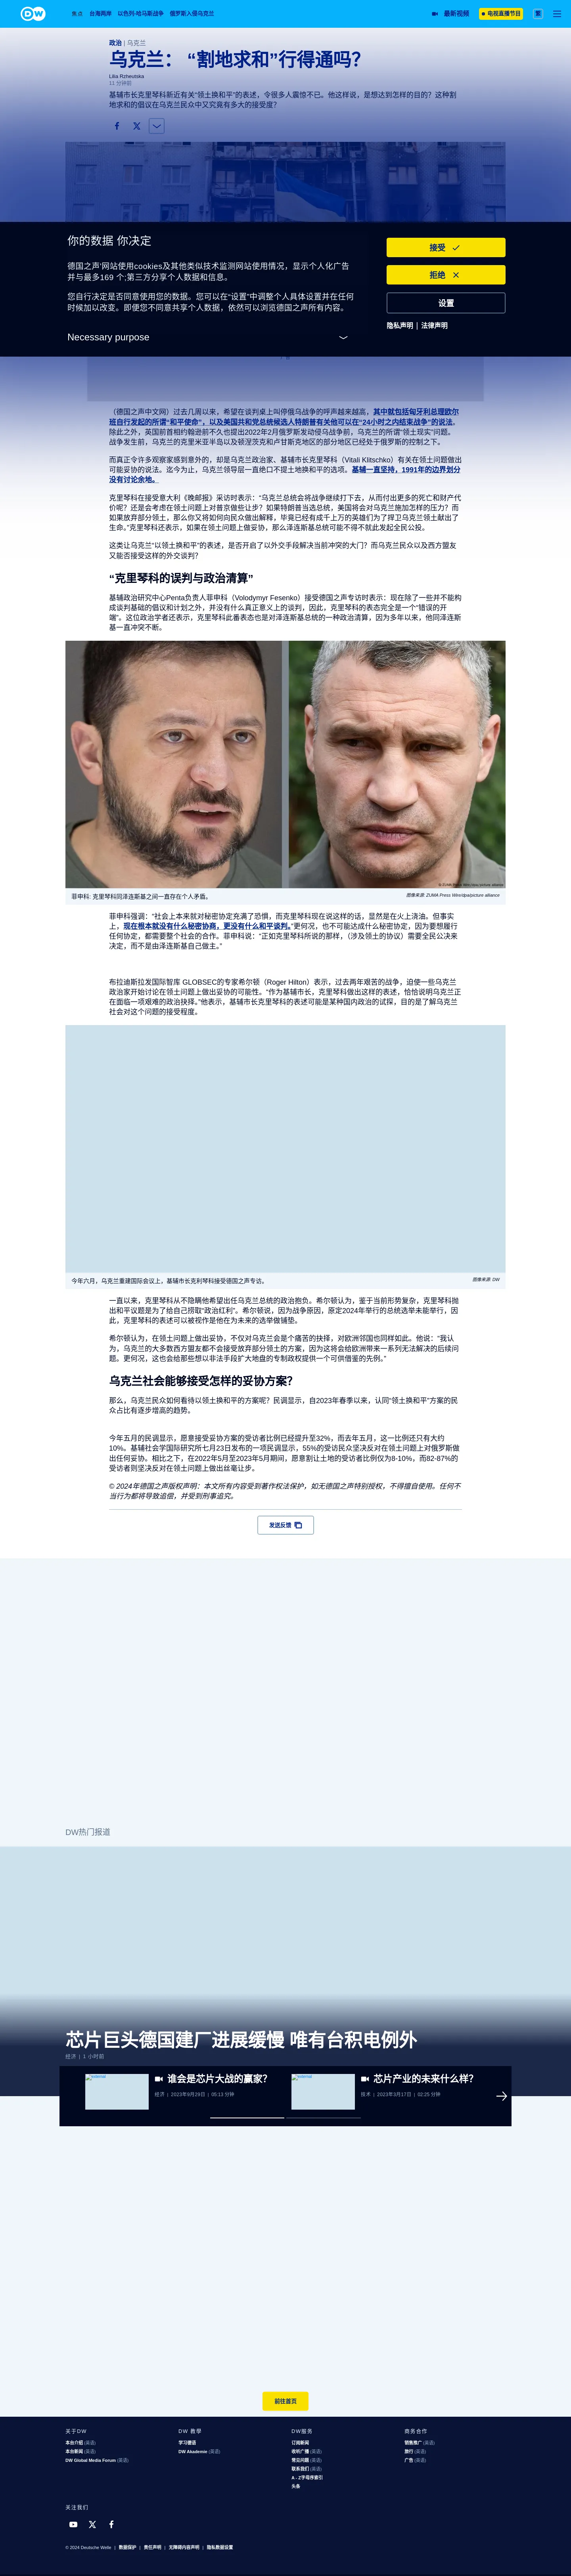 DW
焦点 台海两岸 以色列-哈马斯战争 俄罗斯入侵乌克兰 最新视频 电视直播节目 繁
政治 | 乌克兰
乌克兰： “割地求和”行得通吗？
Lilia Rzheutska
11 分钟前
基辅市长克里琴科新近有关“领土换和平”的表述，令很多人震惊不已。他这样说，是想达到怎样的目的？这种割
地求和的倡议在乌克兰民众中又究竟有多大的接受度？
你的数据 你决定
德国之声'网站使用cookies及其他类似技术监测网站使用情况，显示个人化广告
并与最多169 个;第三方分享个人数据和信息。
您自行决定是否同意使用您的数据。您可以在“设置”中调整个人具体设置并在任何
时候加以改变。即便您不同意共享个人数据，依然可以浏览德国之声所有内容。
Necessary purpose
接受
拒绝
设置
隐私声明 | 法律声明
（德国之声中文网）过去几周以来，希望在谈判桌上叫停俄乌战争的呼声越来越高，其中就包括匈牙利总理欧尔
班自行发起的所谓“和平使命”，以及美国共和党总统候选人特朗普有关他可以在“24小时之内结束战争”的说法。
除此之外，英国前首相约翰逊前不久也提出2022年2月俄罗斯发动侵乌战争前，乌克兰的所谓“领土现实”问题。
战争发生前，乌克兰的克里米亚半岛以及顿涅茨克和卢甘斯克地区的部分地区已经处于俄罗斯的控制之下。
而真正令许多观察家感到意外的，却是乌克兰政治家、基辅市长克里琴科（Vitali Klitschko）有关在领土问题做出
可能妥协的说法。迄今为止，乌克兰领导层一直绝口不提土地换和平的选项。基辅一直坚持，1991年的边界划分
没有讨论余地。
克里琴科在接受意大利《晚邮报》采访时表示：“乌克兰总统会将战争继续打下去，从而付出更多的死亡和财产代
价呢？还是会考虑在领土问题上对普京做些让步？如果特朗普当选总统，美国将会对乌克兰施加怎样的压力？而
如果放弃部分领土，那么你又将如何向民众做出解释，毕竟已经有成千上万的英雄们为了捍卫乌克兰领土献出了
生命。”克里琴科还表示，如果在领土问题上做妥协，那么泽连斯基总统可能不得不就此发起全民公投。
这类让乌克兰“以领土换和平”的表述，是否开启了以外交手段解决当前冲突的大门？而乌克兰民众以及西方盟友
又能否接受这样的外交谈判？
“克里琴科的误判与政治清算”
基辅政治研究中心Penta负责人菲申科（Volodymyr Fesenko）接受德国之声专访时表示：现在除了一些并不能构
成谈判基础的倡议和计划之外，并没有什么真正意义上的谈判，因此，克里琴科的表态完全是一个“错误的开
端”。这位政治学者还表示，克里琴科此番表态也是对泽连斯基总统的一种政治清算，因为多年以来，他同泽连斯
基一直冲突不断。
菲申科: 克里琴科同泽连斯基之间一直存在个人矛盾。
图像来源: ZUMA Press Wire/dpa/picture alliance
菲申科强调：“社会上本来就对秘密协定充满了恐惧，而克里琴科现在说这样的话，显然是在火上浇油。但事实
上，现在根本就没有什么秘密协商，更没有什么和平谈判。”更何况，也不可能达成什么秘密协定，因为要想履行
一切协定，都需要整个社会的共识。菲申科说：“正如克里琴科所说的那样，（涉及领土的协议）需要全民公决来
决定，而不是由泽连斯基自己做主。”
布拉迪斯拉发国际智库 GLOBSEC的专家希尔顿（Roger Hilton）表示，过去两年艰苦的战争，迫使一些乌克兰
政治家开始讨论在领土问题上做出妥协的可能性。“作为基辅市长，克里琴科做出这样的表述，恰恰说明乌克兰正
在面临一项艰难的政治抉择。”他表示，基辅市长克里琴科的表述可能是某种国内政治的试探，目的是了解乌克兰
社会对这个问题的接受程度。
今年六月，乌克兰重建国际会议上，基辅市长克利琴科接受德国之声专访。
图像来源: DW
一直以来，克里琴科从不隐瞒他希望出任乌克兰总统的政治抱负。希尔顿认为，鉴于当前形势复杂，克里琴科抛
出和平议题是为了给自己捞取“政治红利”。希尔顿说，因为战争原因，原定2024年举行的总统选举未能举行，因
此，克里琴科的表述可以被视作是他在为未来的选举做铺垫。
希尔顿认为，在领土问题上做出妥协，不仅对乌克兰会是个痛苦的抉择，对欧洲邻国也同样如此。他说：“我认
为，乌克兰的大多数西方盟友都不会接受放弃部分领土的方案，因为这将会给欧洲带来一系列无法解决的后续问
题。更何况，这也会给那些想以非法手段扩大地盘的专制政权提供一个可供借鉴的先例。”
乌克兰社会能够接受怎样的妥协方案？
那么，乌克兰民众如何看待以领土换和平的方案呢？民调显示，自2023年春季以来，认同“领土换和平”方案的民
众占比有逐步增高的趋势。
今年五月的民调显示，愿意接受妥协方案的受访者比例已经提升至32%，而去年五月，这一比例还只有大约
10%。基辅社会学国际研究所七月23日发布的一项民调显示，55%的受访民众坚决反对在领土问题上对俄罗斯做
出任何妥协。相比之下，在2022年5月至2023年5月期间，愿意割让土地的受访者比例仅为8-10%，而82-87%的
受访者则坚决反对在领土问题上做出丝毫让步。
© 2024年德国之声版权声明：本文所有内容受到著作权法保护，如无德国之声特别授权，不得擅自使用。任何不
当行为都将导致追偿，并受到刑事追究。
发送反馈
DW热门报道
芯片巨头德国建厂进展缓慢 唯有台积电例外
经济 | 1 小时前
谁会是芯片大战的赢家？
经济 | 2023年9月29日 | 05:13 分钟
芯片产业的未来什么样？
技术 | 2023年3月17日 | 02:25 分钟
前往首页
关于DW
本台介绍 (英语)
本台新闻 (英语)
DW Global Media Forum (英语)
DW 教學
学习德语
DW Akademie (英语)
DW服务
订阅新闻
收听广播 (英语)
常见问题 (英语)
联系我们 (英语)
A - Z字母序索引
头条
商务合作
销售推广 (英语)
旅行 (英语)
广告 (英语)
关注我们
© 2024 Deutsche Welle | 数据保护 | 责任声明 | 无障碍内容声明 | 隐私数据设置